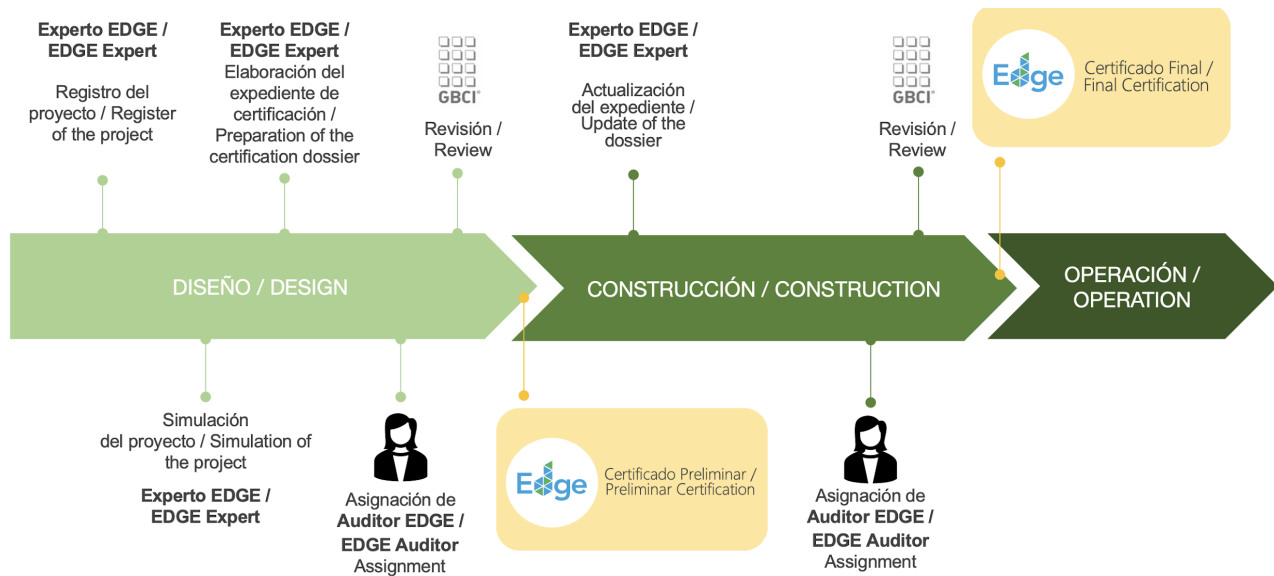 Experto EDGE /
EDGE Expert
Registro del
proyecto / Register
of the project
Experto EDGE /
EDGE Expert
Elaboración del
expediente de
certificación /
Preparation of the
certification dossier
GBCI®
Revisión /
Review
Experto EDGE /
EDGE Expert
Actualización
del expediente /
Update of the
dossier
GBCI®
Revisión /
Review
Edge
Certificado Final /
Final Certification
DISEÑO / DESIGN
CONSTRUCCIÓN / CONSTRUCTION
OPERACIÓN /
OPERATION
Simulación
del proyecto / Simulation of
the project
Experto EDGE /
EDGE Expert
Asignación de
Auditor EDGE /
EDGE Auditor
Assignment
Edge
Certificado Preliminar /
Preliminar Certification
Asignación de
Auditor EDGE /
EDGE Auditor
Assignment